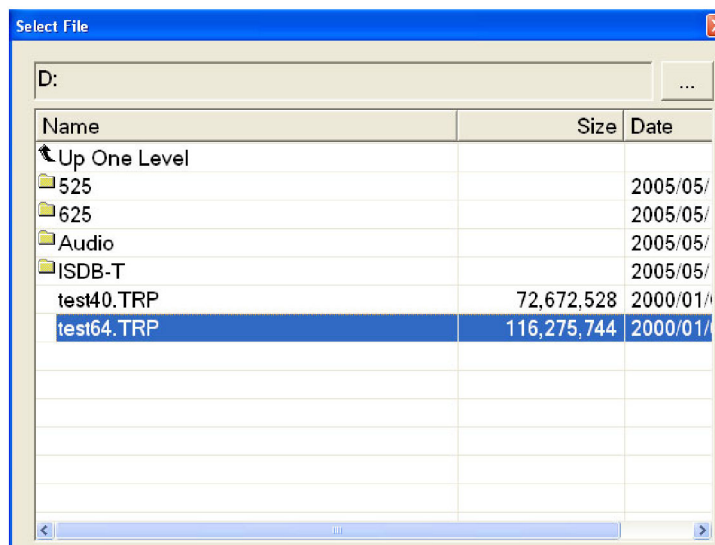 Select File
D:
...
Name Size Date
Up One Level
525 2005/05/
625 2005/05/
Audio 2005/05/
ISDB-T 2005/05/
test40.TRP 72,672,528 2000/01/
test64.TRP 116,275,744 2000/01/